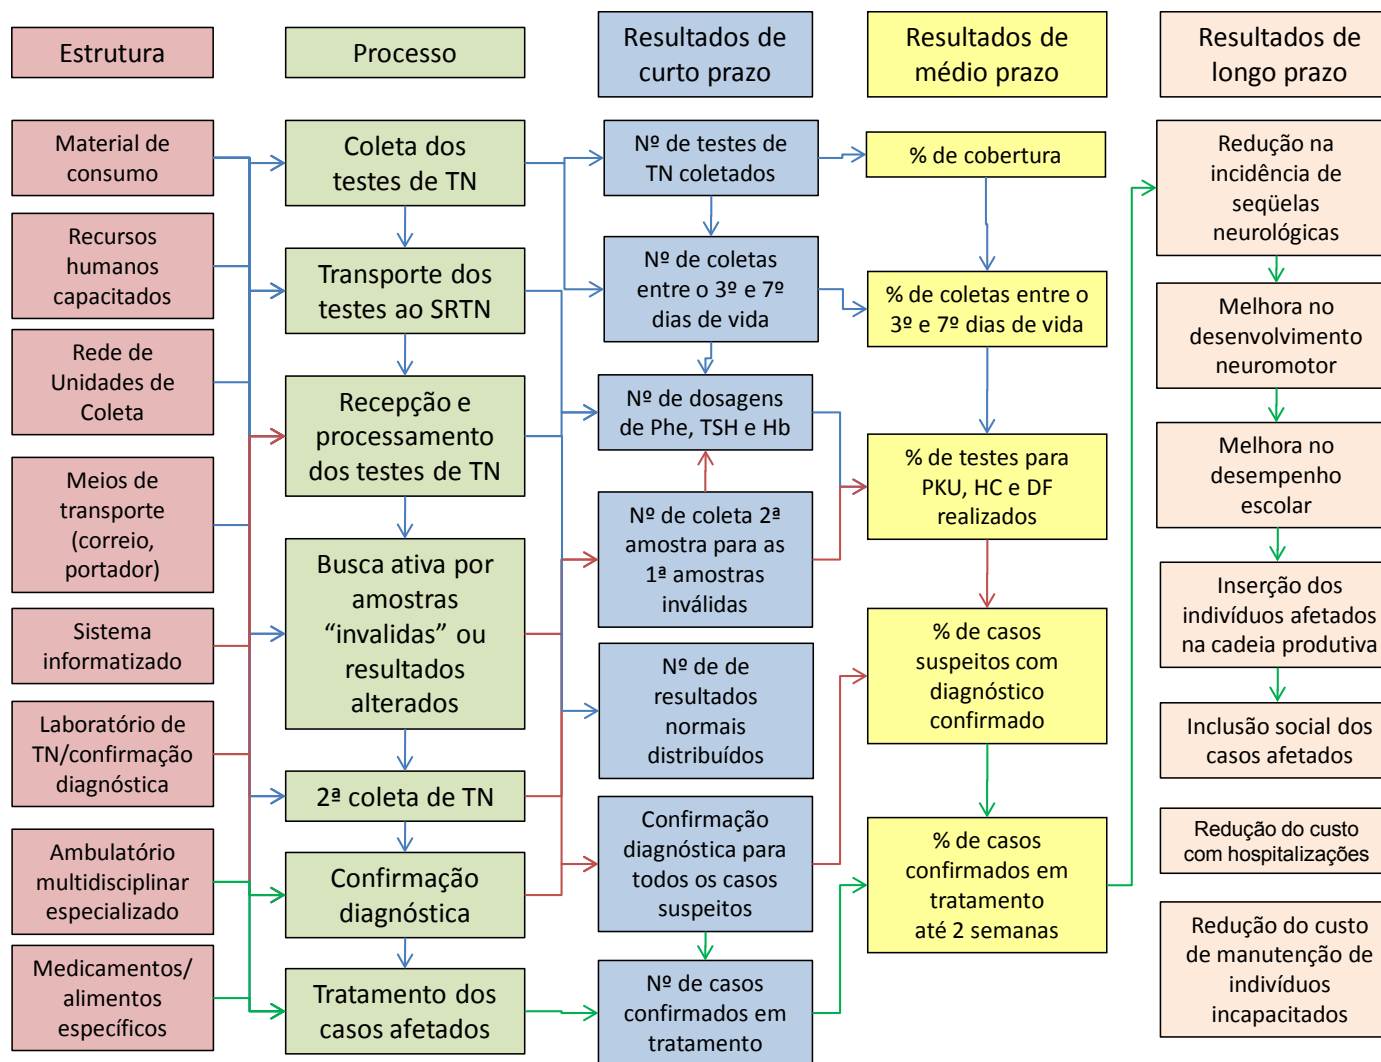 Estrutura
Processo
Resultados de
curto prazo
Resultados de
médio prazo
Resultados de
longo prazo
Material de
consumo
Recursos
humanos
capacitados
Rede de
Unidades de
Coleta
Meios de
transporte
(correio,
portador)
Sistema
informatizado
Laboratório de
TN/confirmação
diagnóstica
Ambulatório
multidisciplinar
especializado
Medicamentos/
alimentos
específicos
Coleta dos
testes de TN
Transporte dos
testes ao SRTN
Recepção e
processamento
dos testes de TN
Busca ativa por
amostras
“invalidas” ou
resultados
alterados
2ª coleta de TN
Confirmação
diagnóstica
Tratamento dos
casos afetados
Nº de testes de
TN coletados
Nº de coletas
entre o 3º e 7º
dias de vida
Nº de dosagens
de Phe, TSH e Hb
Nº de coleta 2ª
amostra para as
1ª amostras
inválidas
Nº de de
resultados
normais
distribuídos
Confirmação
diagnóstica para
todos os casos
suspeitos
Nº de casos
confirmados em
tratamento
% de cobertura
% de coletas entre o
3º e 7º dias de vida
% de testes para
PKU, HC e DF
realizados
% de casos
suspeitos com
diagnóstico
confirmado
% de casos
confirmados em
tratamento
até 2 semanas
Redução na
incidência de
seqüelas
neurológicas
Melhora no
desenvolvimento
neuromotor
Melhora no
desempenho
escolar
Inserção dos
indivíduos afetados
na cadeia produtiva
Inclusão social dos
casos afetados
Redução do custo
com hospitalizações
Redução do custo
de manutenção de
indivíduos
incapacitados